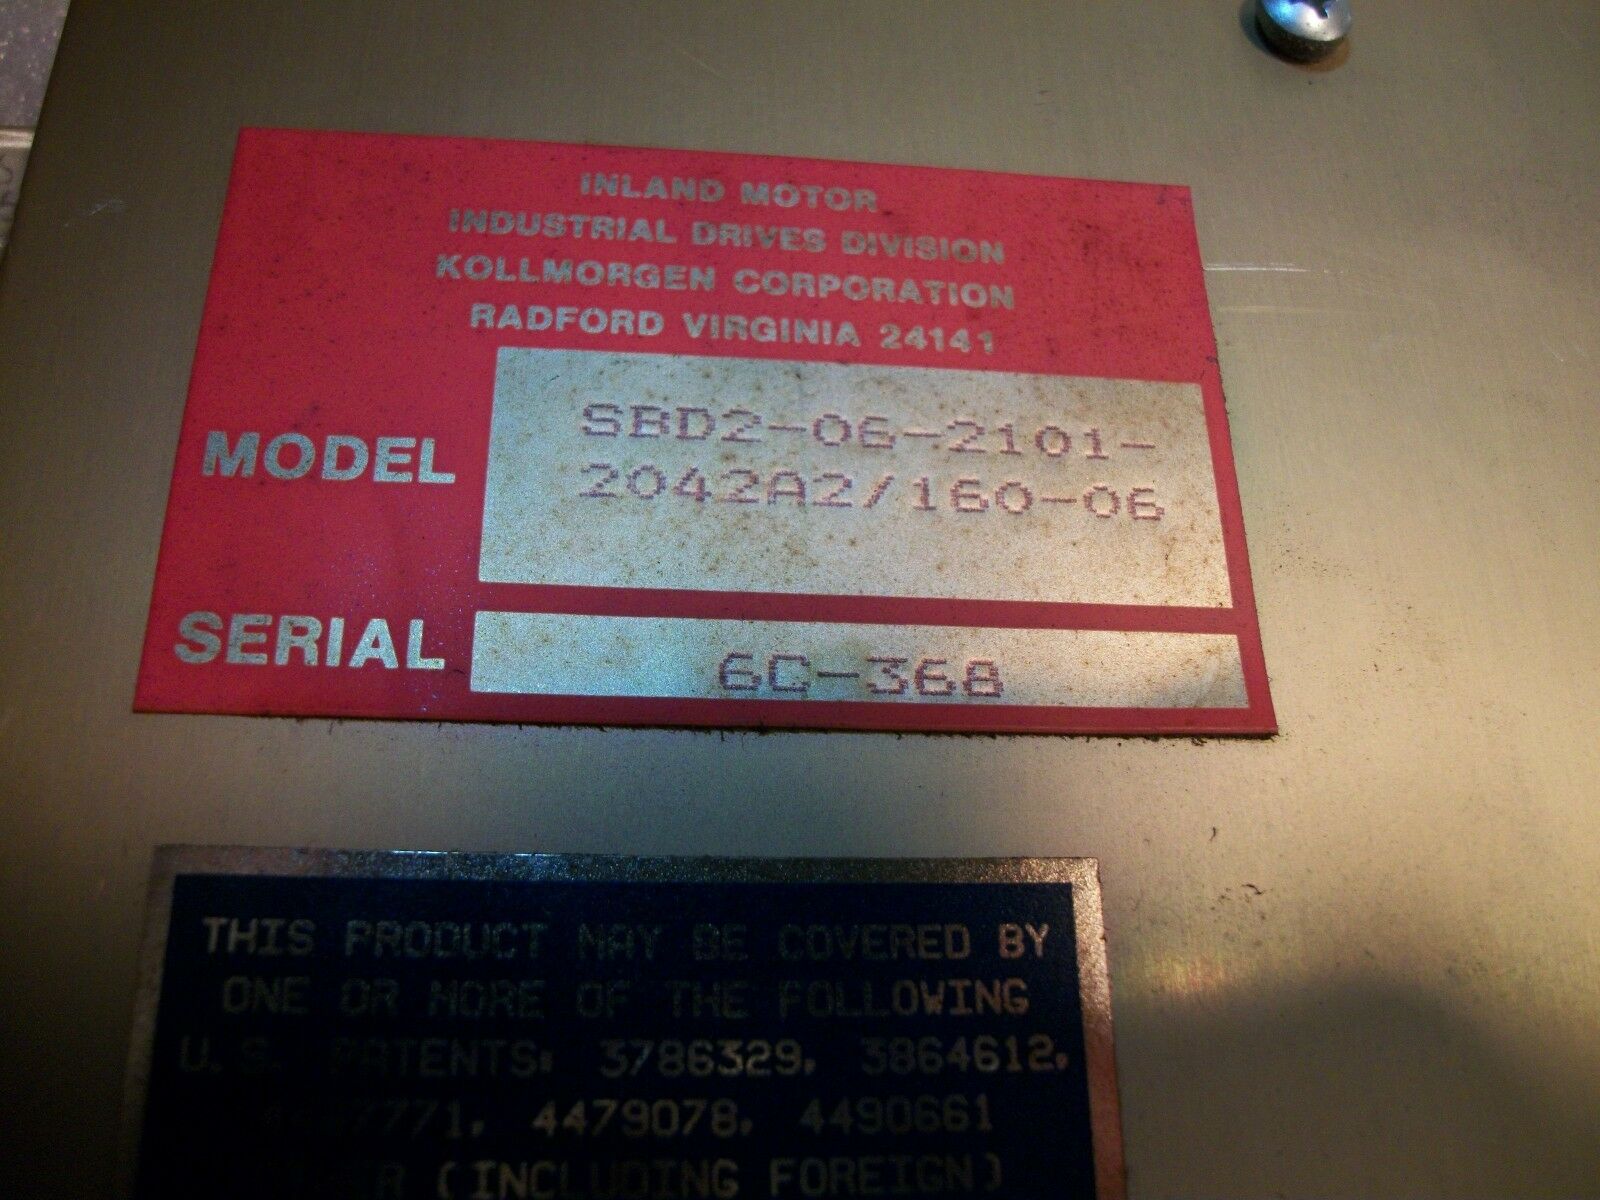 INLAND MOTOR
INDUSTRIAL DRIVES DIVISION
KOLLMORGEN CORPORATION
RADFORD VIRGINIA 24141
MODEL
SBD2-06-2101-
2042A2/160-06
SERIAL
6C-368
THIS PRODUCT MAY BE COVERED BY
ONE OR MORE OF THE FOLLOWING
U.S. PATENTS: 3786329, 3864612,
4479078, 4490661
(INCLUDING FOREIGN)